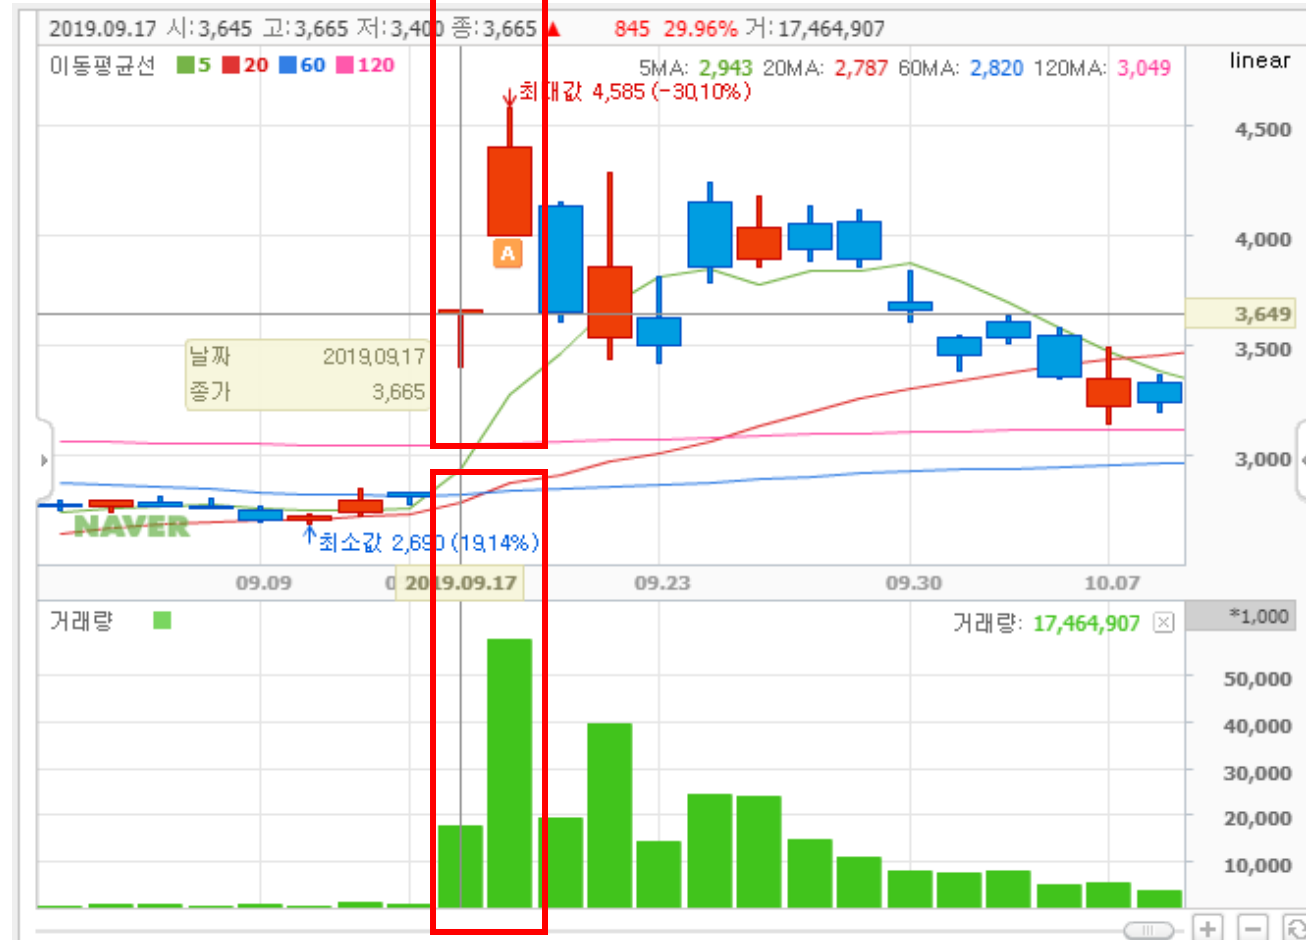 2019.09.17 시:3,645 고:3,665 저:3,400 종:3,665 ▲ 845 29.96% 거:17,464,907
linear
이동평균선 5 20 60 120
5MA: 2,943 20MA: 2,787 60MA: 2,820 120MA: 3,049
최대값 4,585 (-30,10%)
4,500
4,000
A
3,649
3,500
날짜 2019,09,17
종가 3,665
3,000
NAVER
최소값 2,690 (19,14%)
09.09 0 2019.09.17 09.23 09.30 10.07
거래량
거래량: 17,464,907
*1,000
50,000
40,000
30,000
20,000
10,000